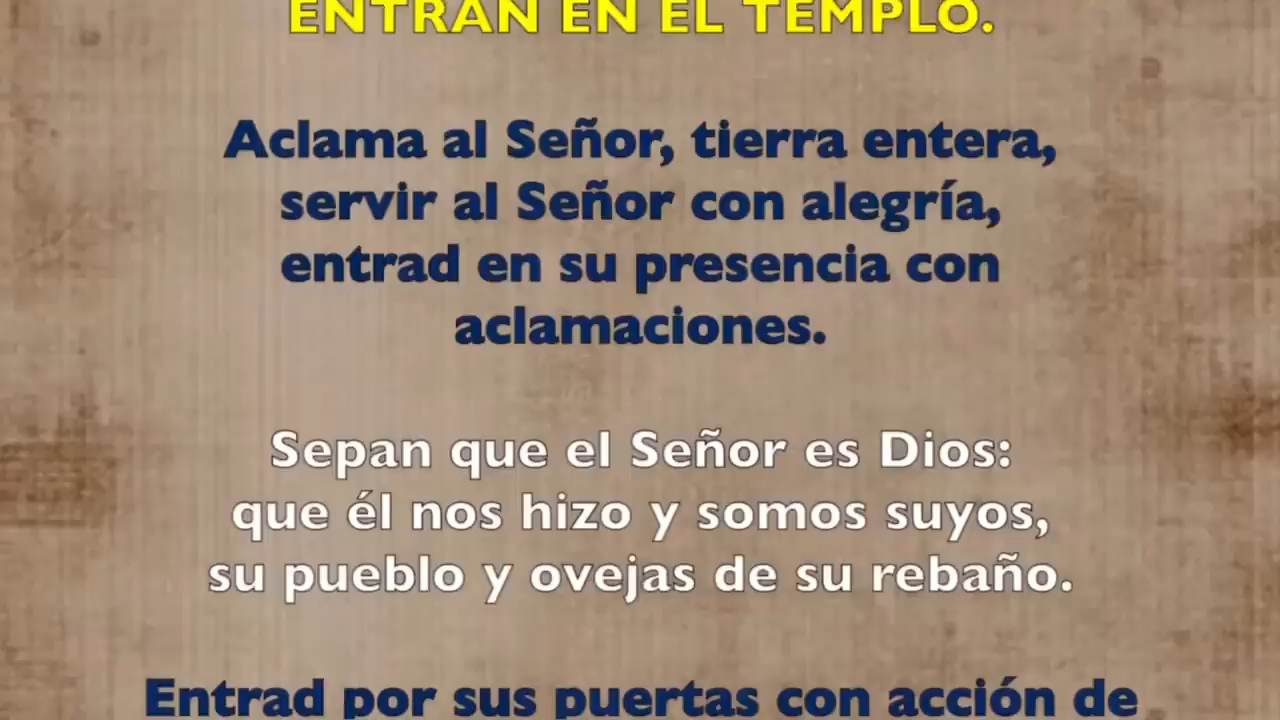 ENTRAN EN EL TEMPLO.
Aclama al Señor, tierra entera,
servir al Señor con alegría,
entrad en su presencia con
aclamaciones.
Sepan que el Señor es Dios:
que él nos hizo y somos suyos,
su pueblo y ovejas de su rebaño.
Entrad por sus puertas con acción de